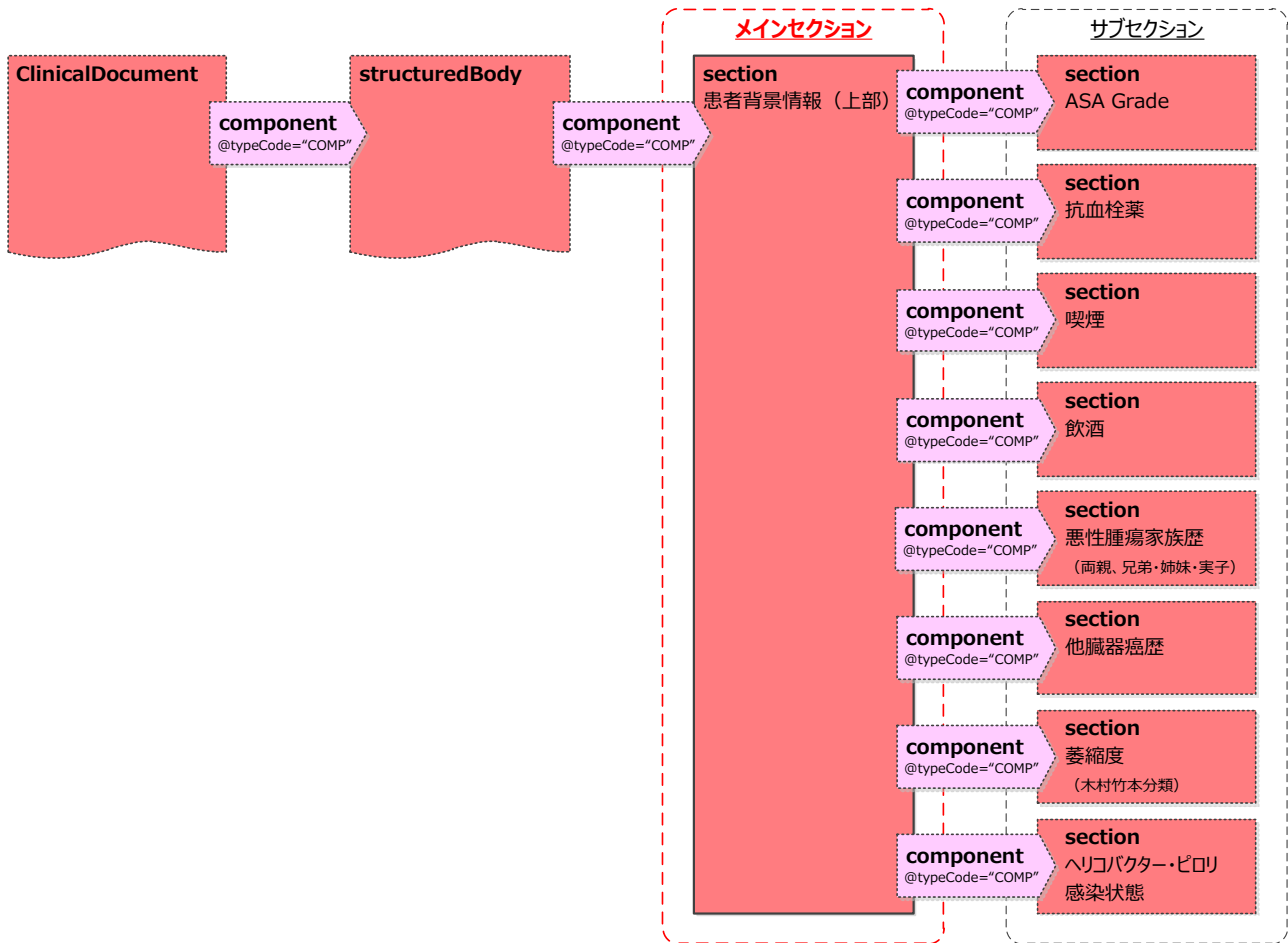 メインセクション
サブセクション
ClinicalDocument
component
@typeCode=“COMP”
structuredBody
component
@typeCode=“COMP”
section
患者背景情報（上部）
component
@typeCode=“COMP”
section
ASA Grade
component
@typeCode=“COMP”
section
抗血栓薬
component
@typeCode=“COMP”
section
喫煙
component
@typeCode=“COMP”
section
飲酒
component
@typeCode=“COMP”
section
悪性腫瘍家族歴
（両親、兄弟・姉妹・実子）
component
@typeCode=“COMP”
section
他臓器癌歴
component
@typeCode=“COMP”
section
萎縮度
（木村竹本分類）
component
@typeCode=“COMP”
section
ヘリコバクター・ピロリ
感染状態